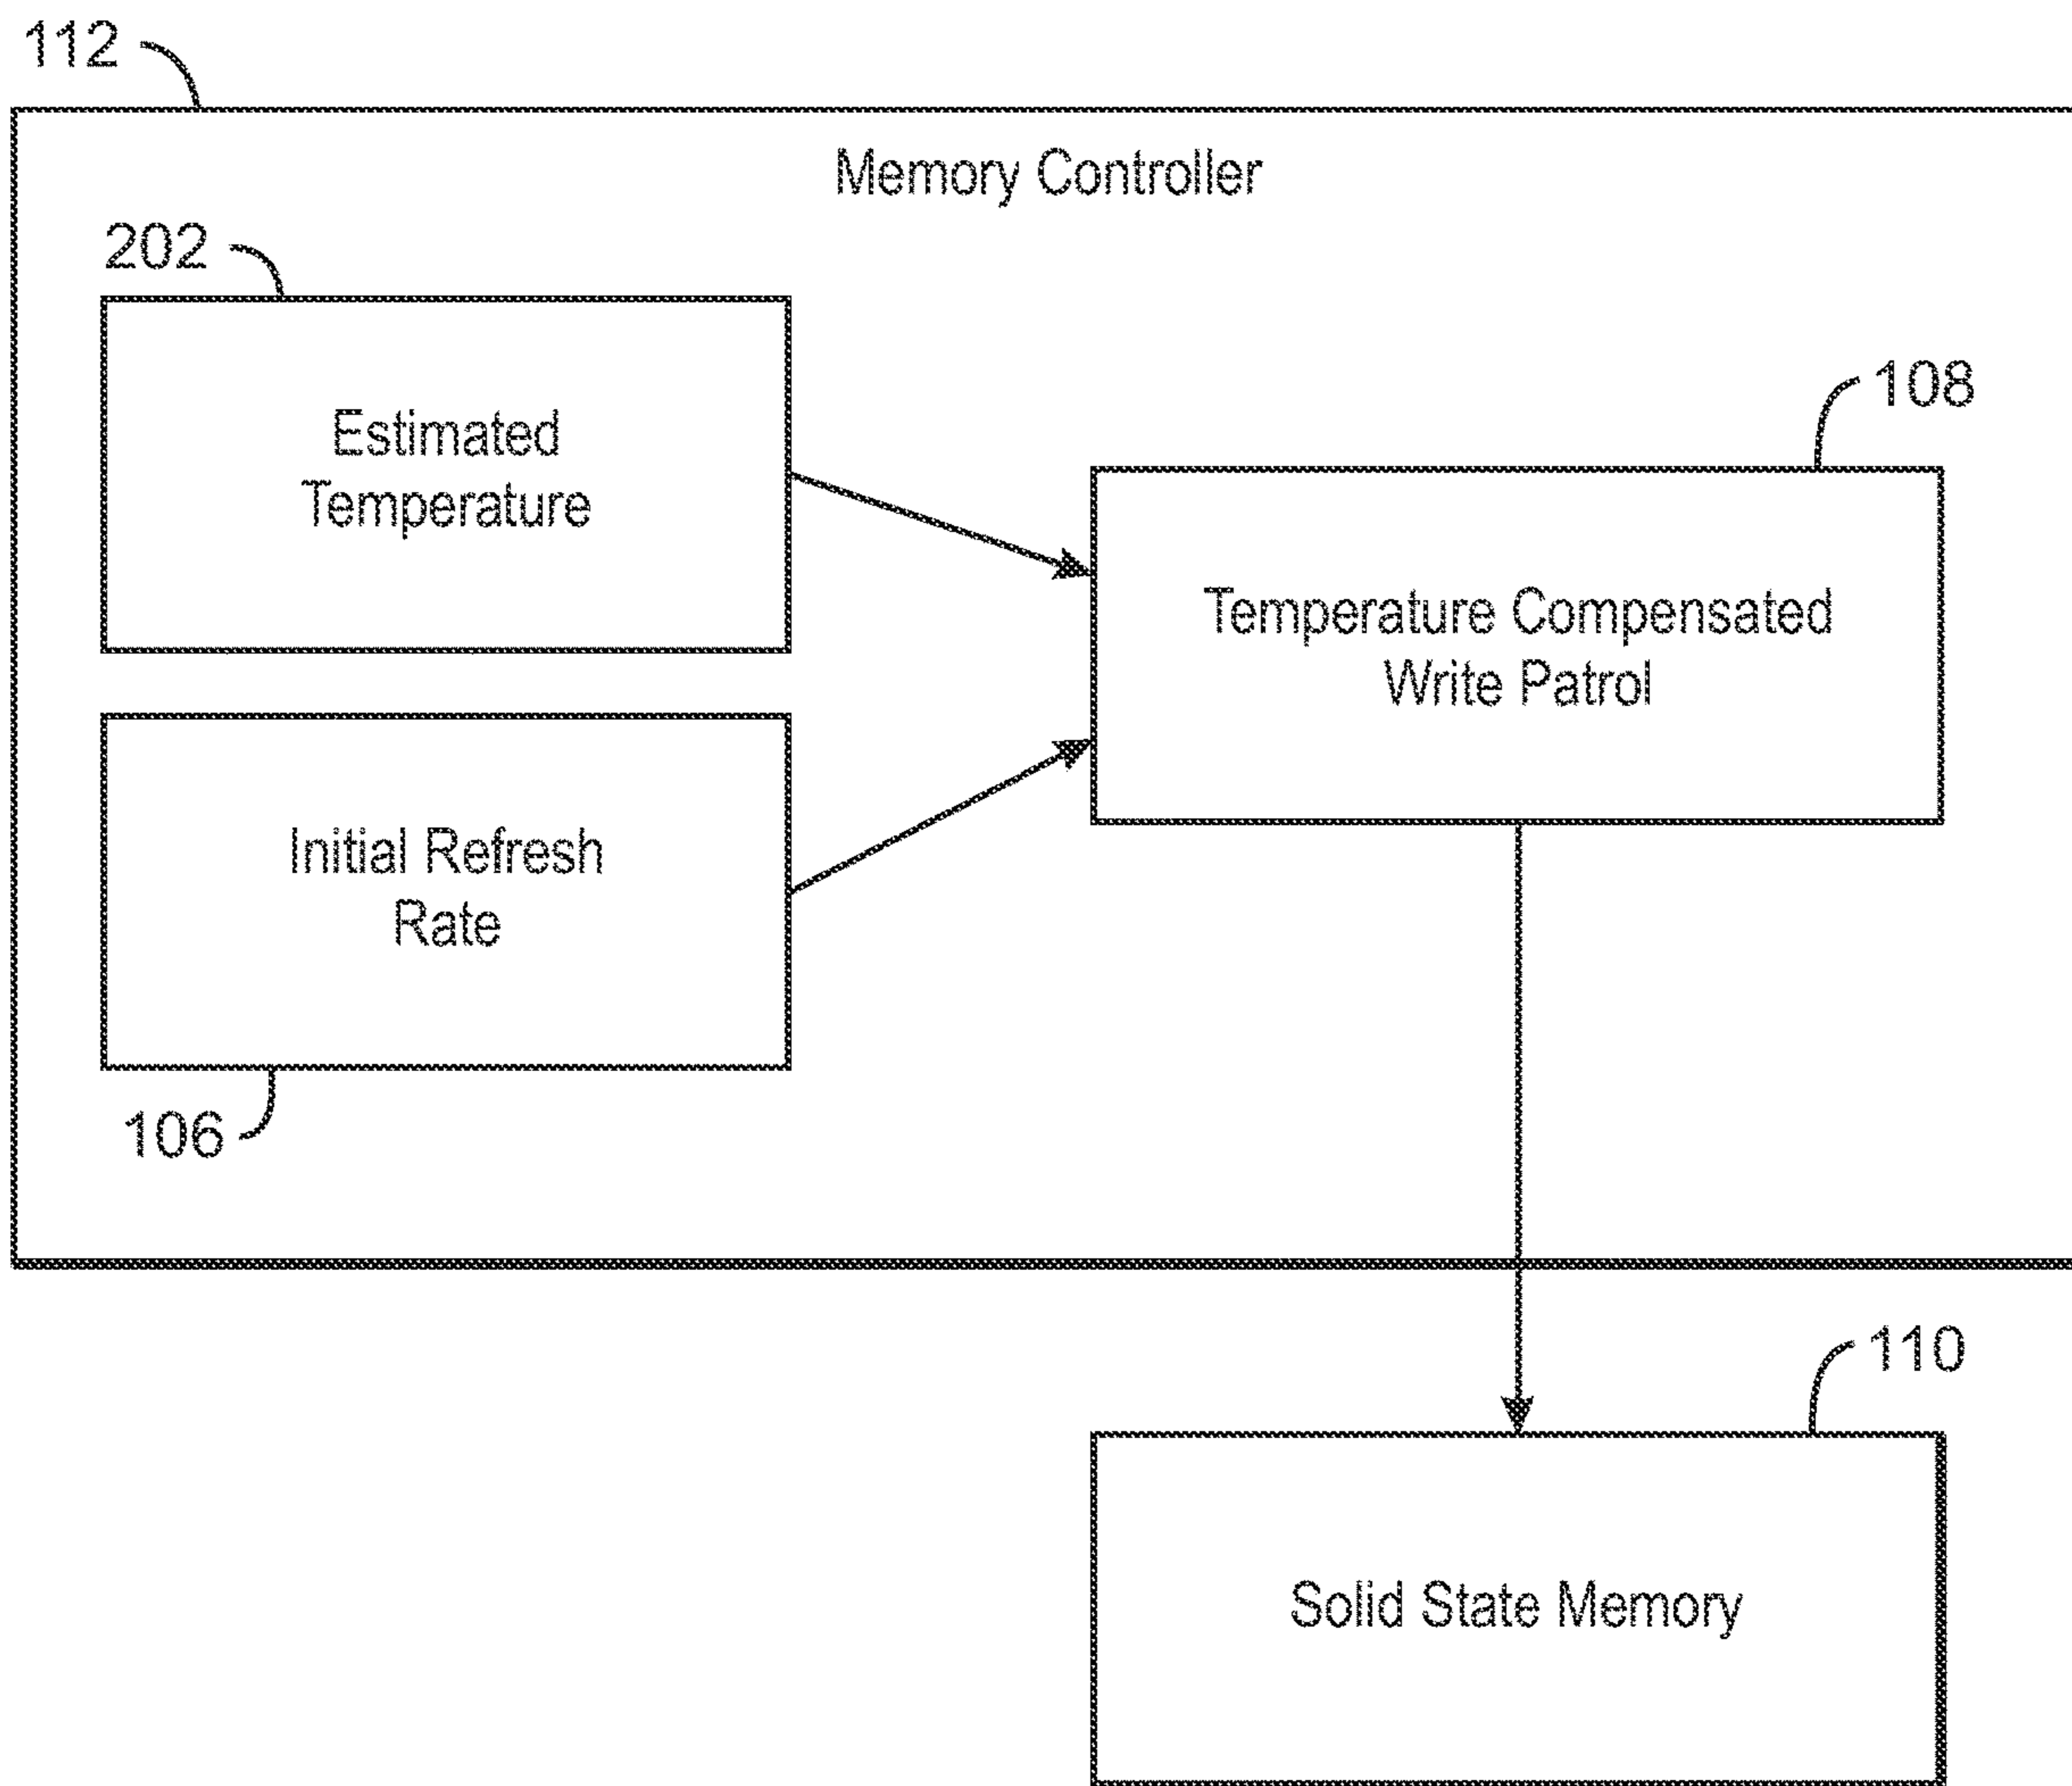 112
Memory Controller
202
Estimated
Temperature
108
Temperature Compensated
Write Patrol
Initial Refresh
Rate
106
110
Solid State Memory